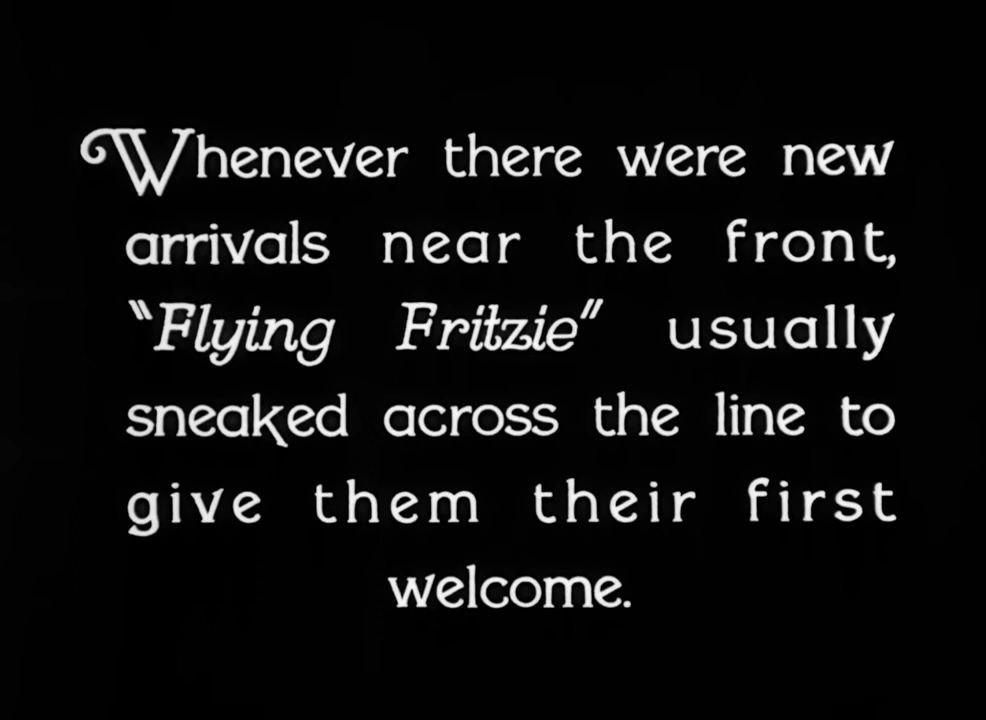 Whenever there were new
arrivals near the front,
"Flying Fritzie" usually
sneaked across the line to
give them their first
welcome.